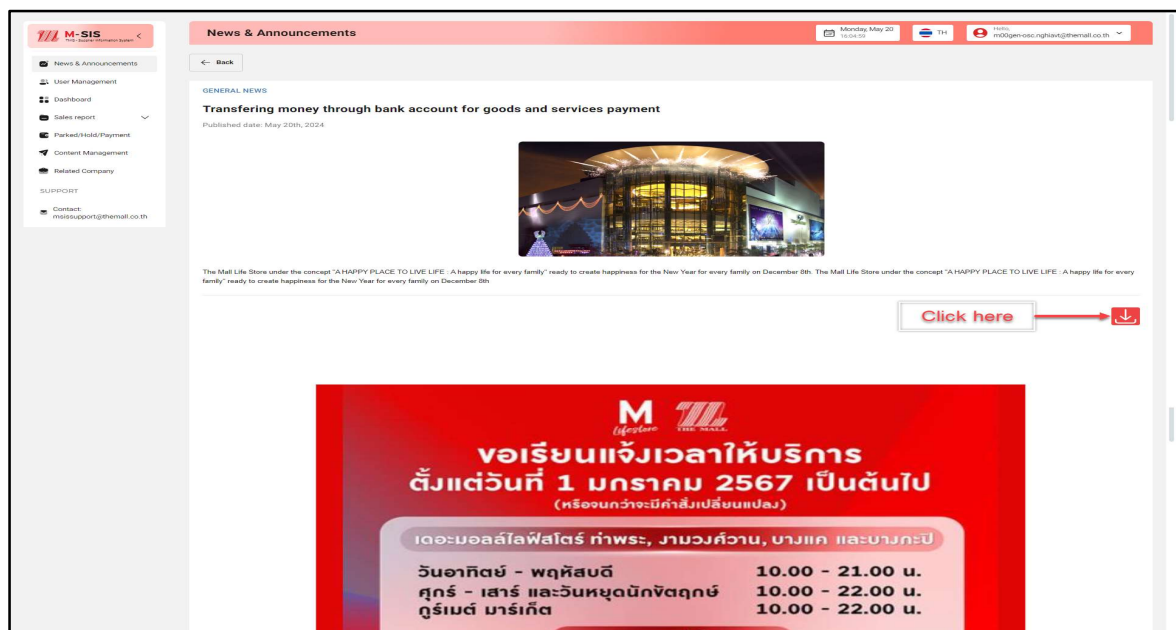 M-SIS
News & Announcements
User Management
Dashboard
Sales report
Parked/Hold/Payment
Content Management
Related Company
SUPPORT
Contact:
msissupport@themall.co.th
News & Announcements
Monday, May 20
16:04:59
TH
Hello,
m00gen-osc.nghiavt@themall.co.th
Back
GENERAL NEWS
Transfering money through bank account for goods and services payment
Published date: May 20th, 2024
The Mall Life Store under the concept "A HAPPY PLACE TO LIVE LIFE : A happy life for every family" ready to create happiness for the New Year for every family on December 8th. The Mall Life Store under the concept "A HAPPY PLACE TO LIVE LIFE : A happy life for every
family" ready to create happiness for the New Year for every family on December 8th
Click here
M
lifestore
THE MALL
ขอเรียนแจ้งเวลาให้บริการ
ตั้งแต่วันที่ 1 มกราคม 2567 เป็นต้นไป
(หรือจนกว่าจะมีคำสั่งเปลี่ยนแปลง)
เดอะมอลล์ไลฟ์สโตร์ ท่าพระ, งามวงศ์วาน, บางแค และบางกะปิ
วันอาทิตย์ - พฤหัสบดี 10.00 - 21.00 น.
ศุกร์ - เสาร์ และวันหยุดนักขัตฤกษ์ 10.00 - 22.00 น.
กูร์เมต์ มาร์เก็ต 10.00 - 22.00 น.